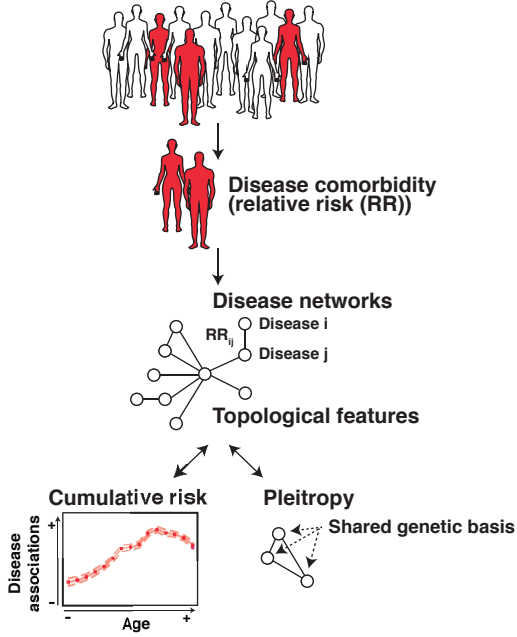 Disease comorbidity
(relative risk (RR))
Disease networks
RRij
Disease i
Disease j
Topological features
Cumulative risk
Pleitropy
Disease
associations
+
-
-
Age
+
Shared genetic basis